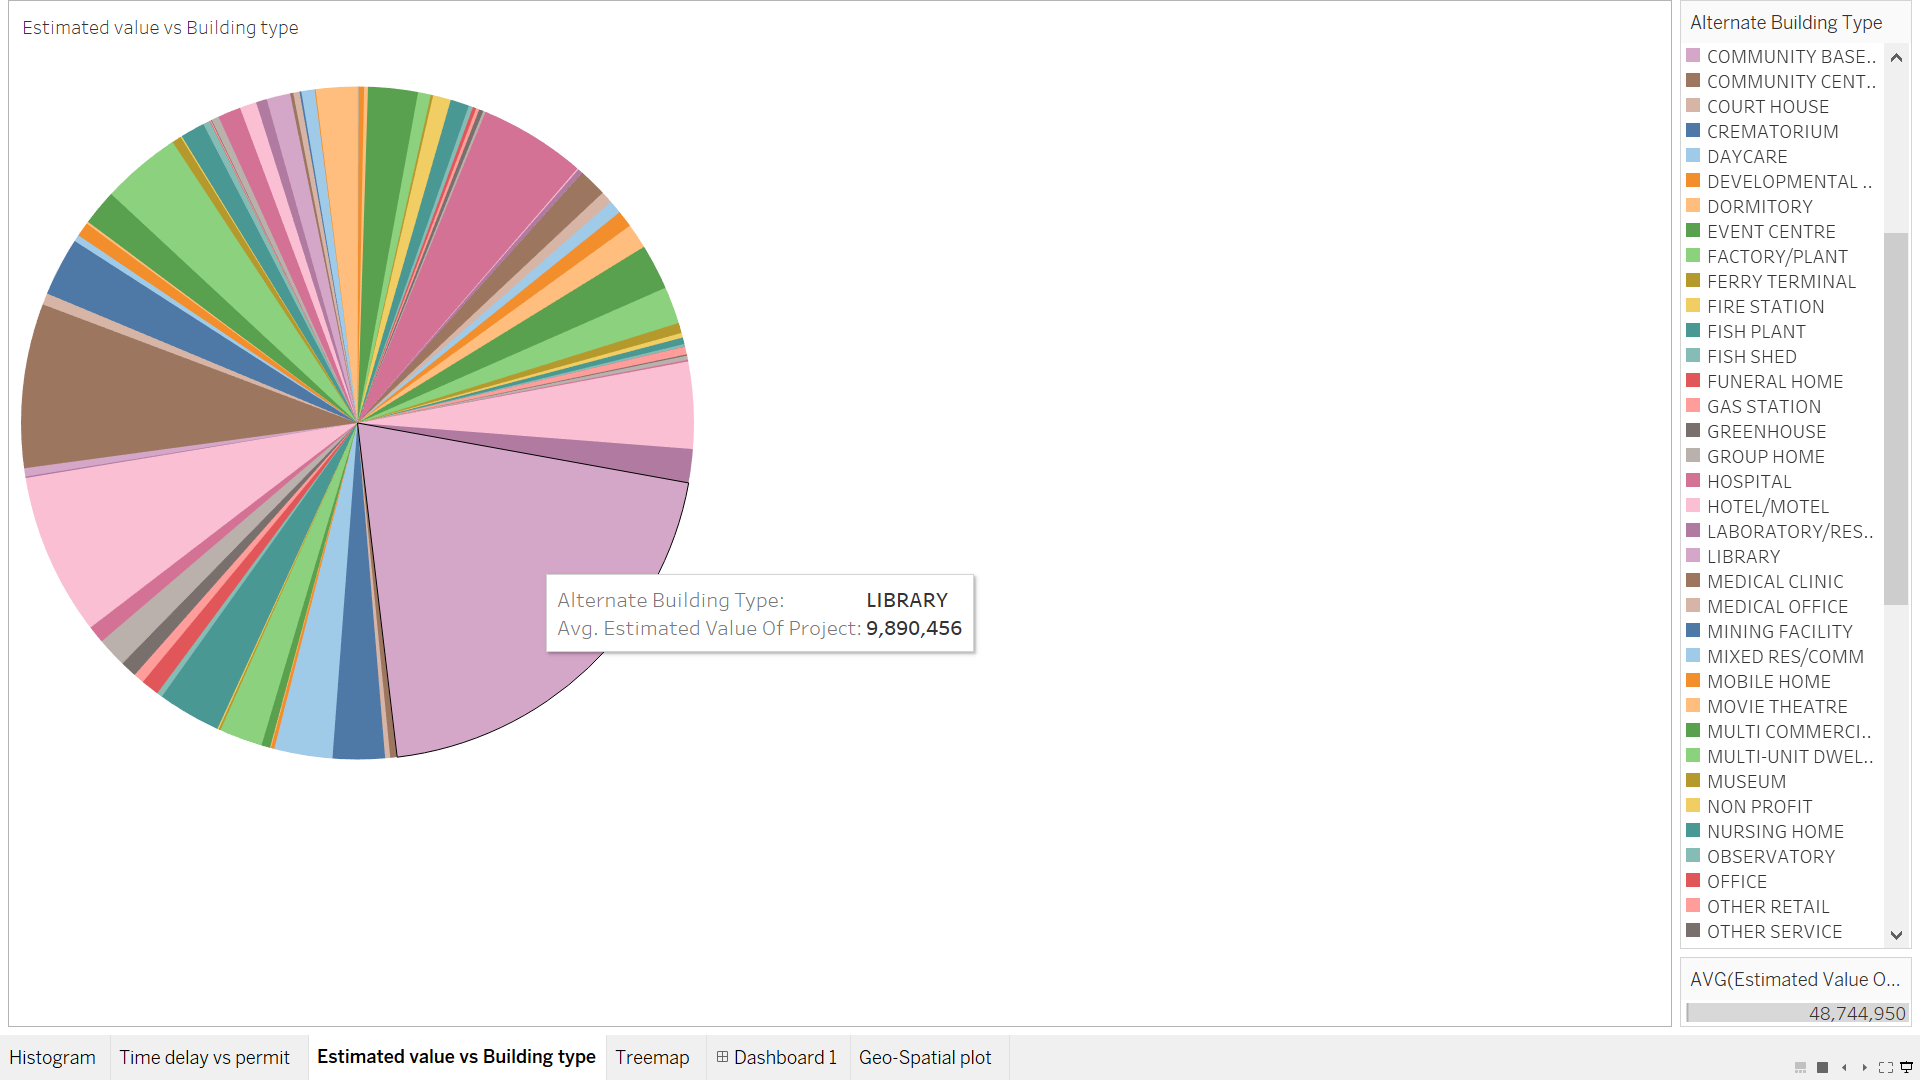 Estimated value vs Building type
Alternate Building Type: LIBRARY
Avg. Estimated Value Of Project: 9,890,456
Alternate Building Type
COMMUNITY BASE..
COMMUNITY CENT..
COURT HOUSE
CREMATORIUM
DAYCARE
DEVELOPMENTAL ..
DORMITORY
EVENT CENTRE
FACTORY/PLANT
FERRY TERMINAL
FIRE STATION
FISH PLANT
FISH SHED
FUNERAL HOME
GAS STATION
GREENHOUSE
GROUP HOME
HOSPITAL
HOTEL/MOTEL
LABORATORY/RES..
LIBRARY
MEDICAL CLINIC
MEDICAL OFFICE
MINING FACILITY
MIXED RES/COMM
MOBILE HOME
MOVIE THEATRE
MULTI COMMERCI..
MULTI-UNIT DWEL..
MUSEUM
NON PROFIT
NURSING HOME
OBSERVATORY
OFFICE
OTHER RETAIL
OTHER SERVICE
AVG(Estimated Value O...
48,744,950
Histogram Time delay vs permit Estimated value vs Building type Treemap Dashboard 1 Geo-Spatial plot